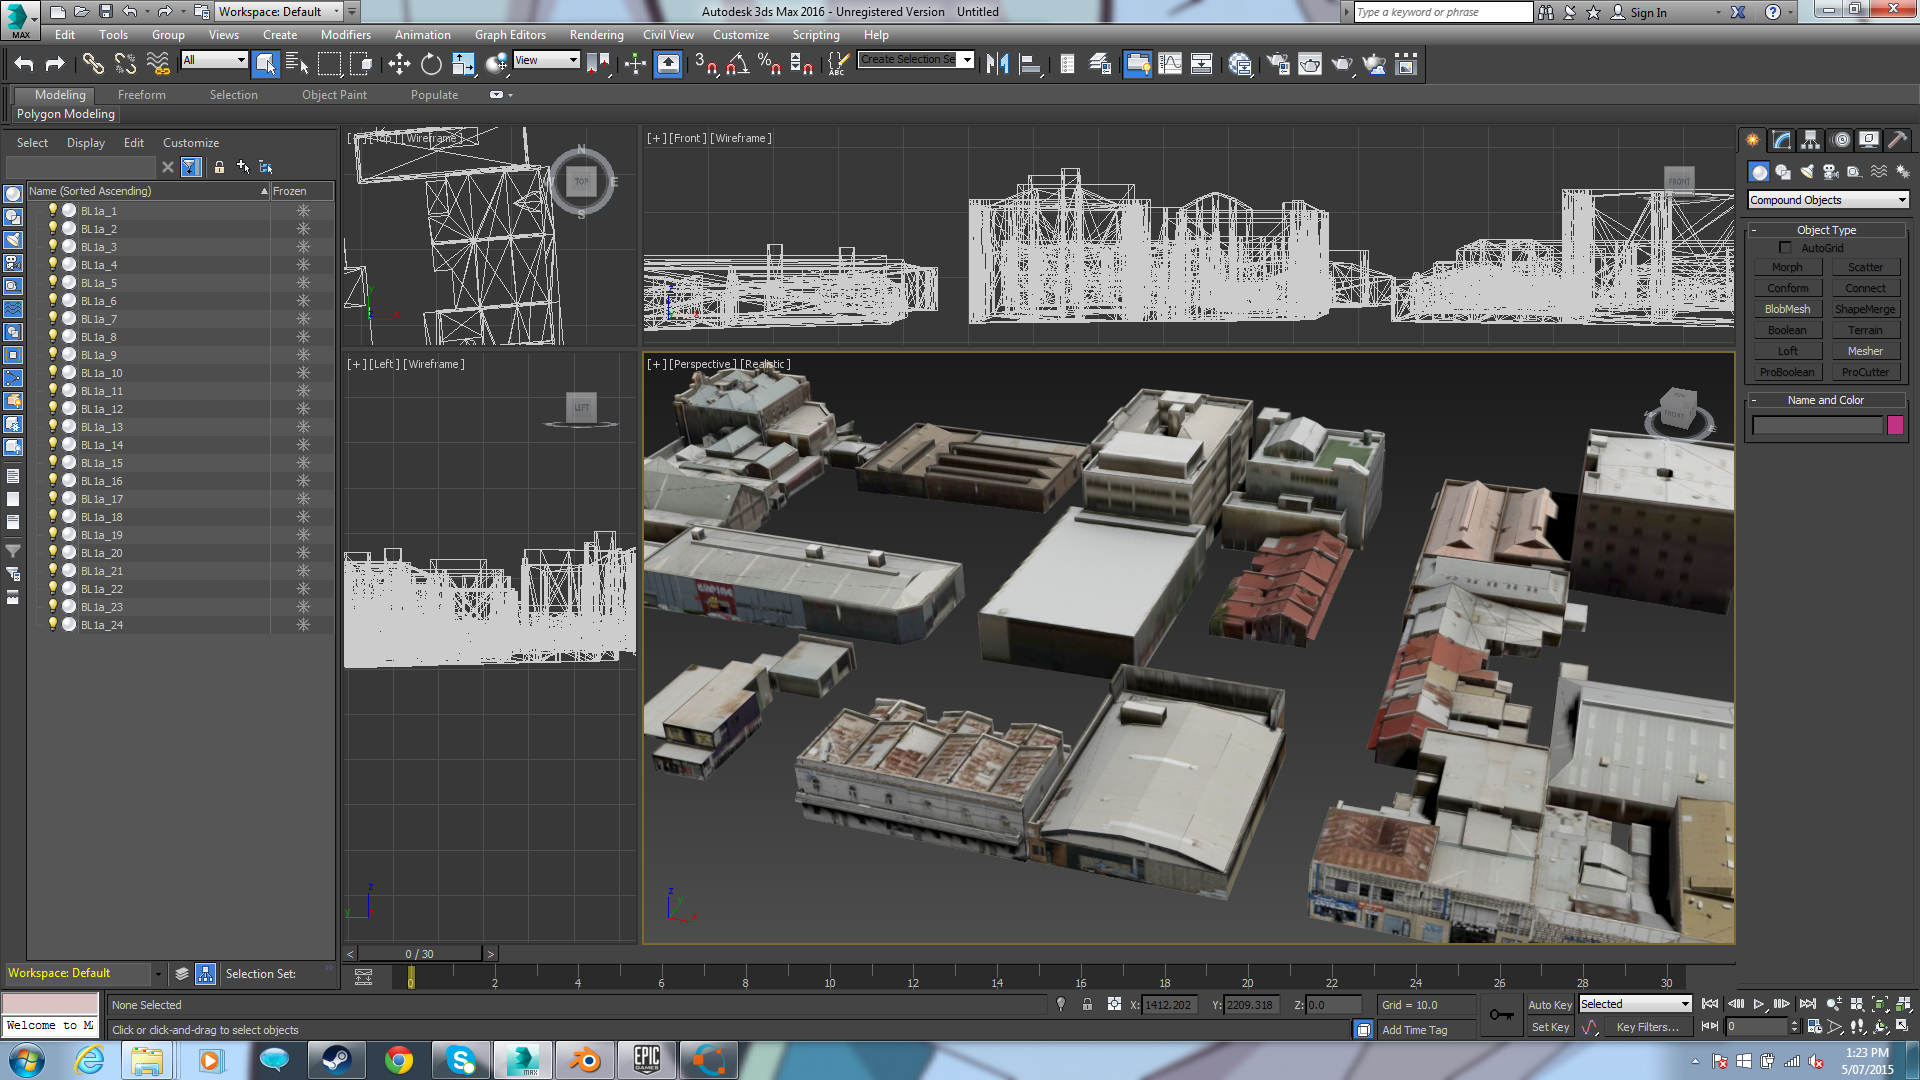 Workspace: Default
Autodesk 3ds Max 2016 - Unregistered Version    Untitled
Type a keyword or phrase
Sign In
MAX
Edit Tools Group Views Create Modifiers Animation Graph Editors Rendering Civil View Customize Scripting Help
All
View
3
Create Selection Se
ABC
Modeling Freeform Selection Object Paint Populate
Polygon Modeling
Select Display Edit Customize
Name (Sorted Ascending) Frozen
BL1a_1
BL1a_2
BL1a_3
BL1a_4
BL1a_5
BL1a_6
BL1a_7
BL1a_8
BL1a_9
BL1a_10
BL1a_11
BL1a_12
BL1a_13
BL1a_14
BL1a_15
BL1a_16
BL1a_17
BL1a_18
BL1a_19
BL1a_20
BL1a_21
BL1a_22
BL1a_23
BL1a_24
[+] [Top] [Wireframe]
N
TOP
E
S
[+] [Front] [Wireframe]
FRONT
[+] [Left] [Wireframe]
LEFT
[+] [Perspective] [Realistic]
FRONT
Compound Objects
- Object Type
AutoGrid
Morph Scatter
Conform Connect
BlobMesh ShapeMerge
Boolean Terrain
Loft Mesher
ProBoolean ProCutter
- Name and Color
z
y
z
y
x
< 0 / 30 >
Workspace: Default
Selection Set:
0 2 4 6 8 10 12 14 16 18 20 22 24 26 28 30
None Selected
X: 1412.202 Y: 2209.318 Z: 0.0
Grid = 10.0
Auto Key Selected
Welcome to M
Click or click-and-drag to select objects
Add Time Tag
Set Key Key Filters...
0
MAX
EPIC GAMES
1:23 PM
5/07/2015